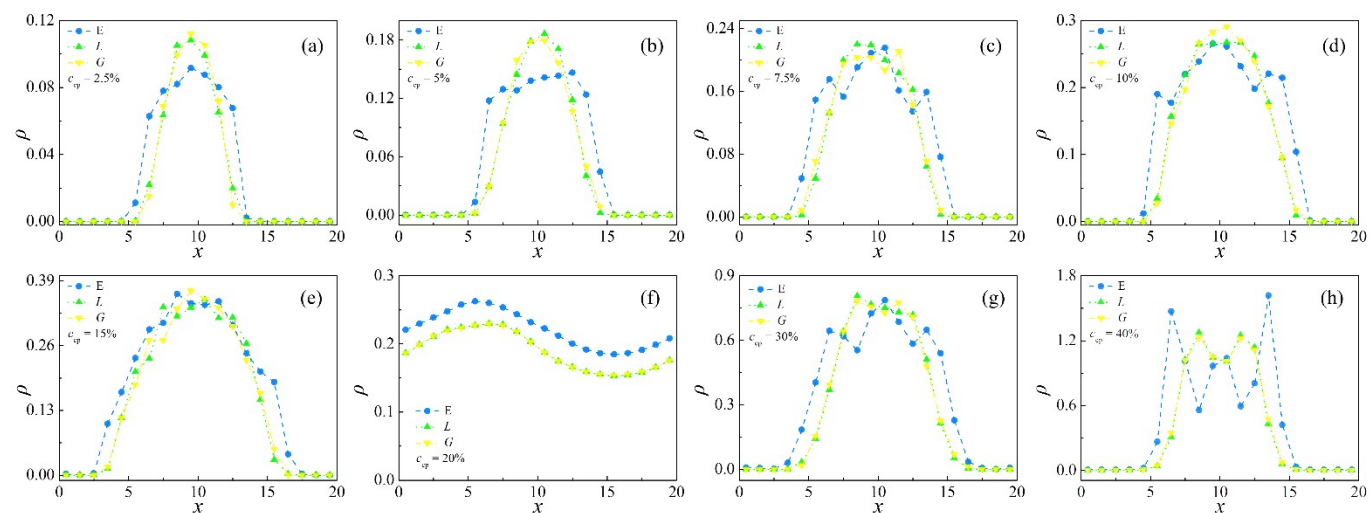 0.12
0.08
0.04
0.00
ρ
E
L
G
c_cp = 2.5%
(a)
0 5 10 15 20
x
0.18
0.12
0.06
0.00
ρ
E
L
G
c_cp = 5%
(b)
0 5 10 15 20
x
0.24
0.16
0.08
0.00
ρ
E
L
G
c_cp = 7.5%
(c)
0 5 10 15 20
x
0.3
0.2
0.1
0.0
ρ
E
L
G
c_cp = 10%
(d)
0 5 10 15 20
x
0.39
0.26
0.13
0.00
ρ
E
L
G
c_cp = 15%
(e)
0 5 10 15 20
x
0.3
0.2
0.1
0.0
ρ
E
L
G
c_cp = 20%
(f)
0 5 10 15 20
x
0.9
0.6
0.3
0.0
ρ
E
L
G
c_cp = 30%
(g)
0 5 10 15 20
x
1.8
1.2
0.6
0.0
ρ
E
L
G
c_cp = 40%
(h)
0 5 10 15 20
x